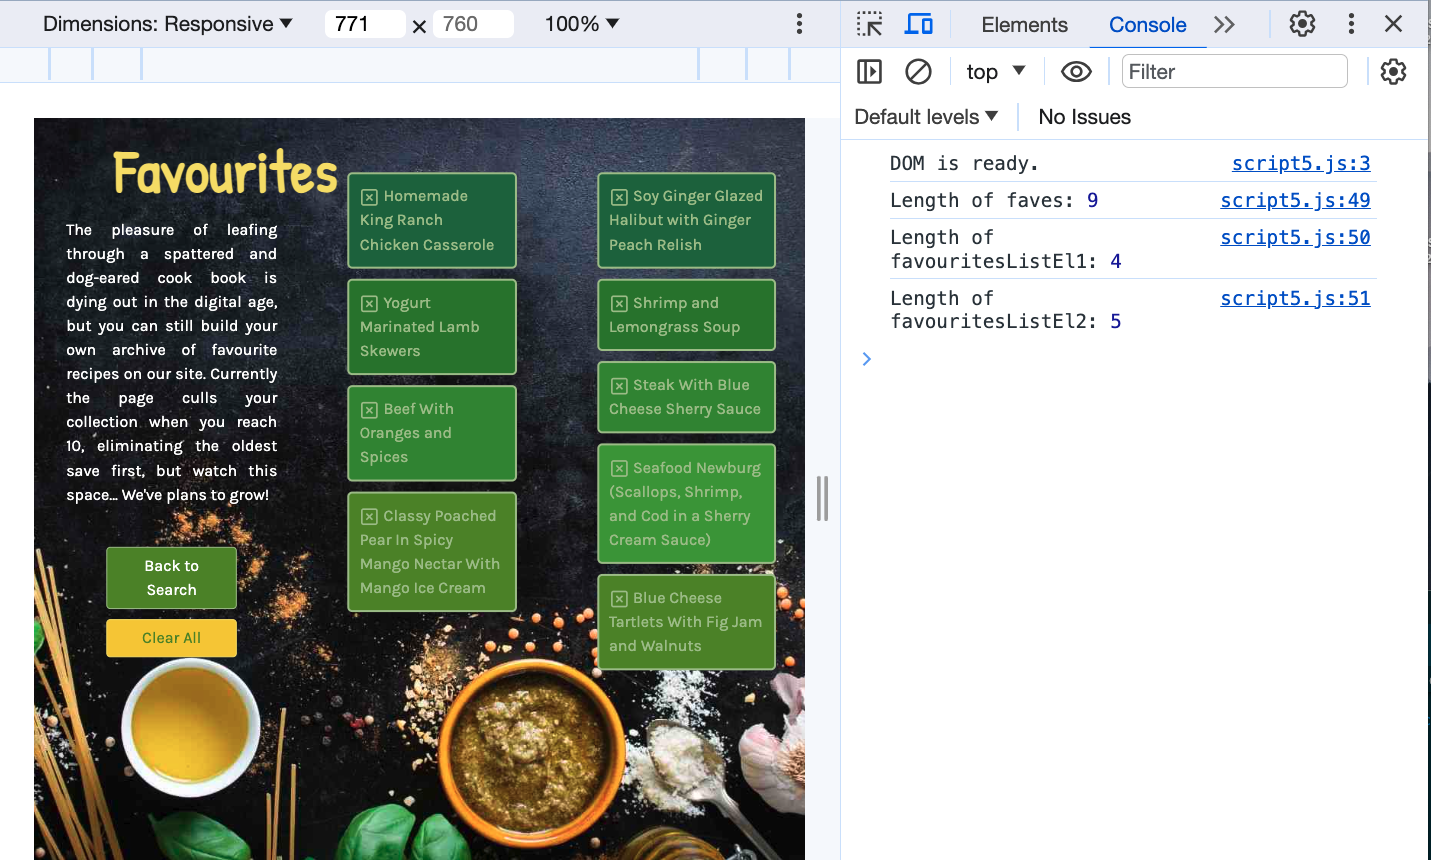 Dimensions: Responsive 771 × 760 100%
Elements Console
top Filter
Default levels No Issues
DOM is ready. script5.js:3
Length of faves: 9 script5.js:49
Length of script5.js:50
favouritesListEl1: 4
Length of script5.js:51
favouritesListEl2: 5
Favourites
The pleasure of leafing
through a spattered and
dog-eared cook book is
dying out in the digital age,
but you can still build your
own archive of favourite
recipes on our site. Currently
the page culls your
collection when you reach
10, eliminating the oldest
save first, but watch this
space... We've plans to grow!
Back to
Search
Clear All
Homemade
King Ranch
Chicken Casserole
Yogurt
Marinated Lamb
Skewers
Beef With
Oranges and
Spices
Classy Poached
Pear In Spicy
Mango Nectar With
Mango Ice Cream
Soy Ginger Glazed
Halibut with Ginger
Peach Relish
Shrimp and
Lemongrass Soup
Steak With Blue
Cheese Sherry Sauce
Seafood Newburg
(Scallops, Shrimp,
and Cod in a Sherry
Cream Sauce)
Blue Cheese
Tartlets With Fig Jam
and Walnuts